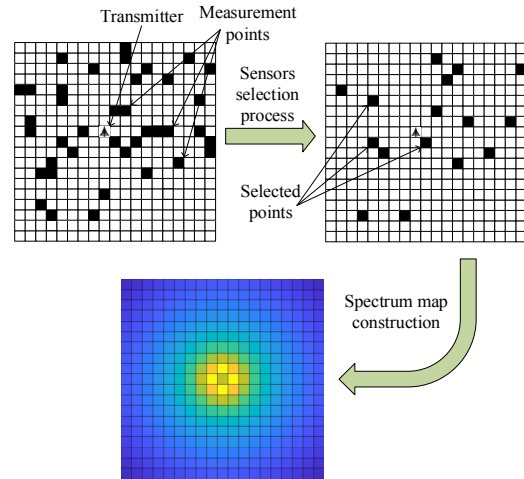 Transmitter
Measurement
points
Sensors
selection
process
Selected
points
Spectrum map
construction